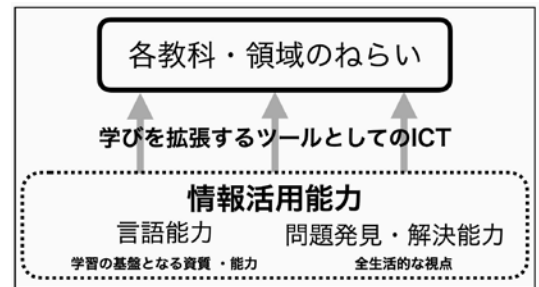 各教科・領域のねらい
学びを拡張するツールとしてのICT
情報活用能力
言語能力 問題発見・解決能力
学習の基盤となる資質・能力 全生活的な視点